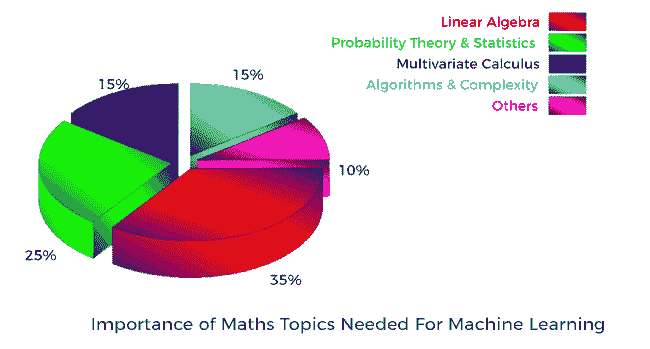 Linear Algebra
Probability Theory & Statistics
Multivariate Calculus
Algorithms & Complexity
Others
15%
15%
10%
25%
35%
Importance of Maths Topics Needed For Machine Learning